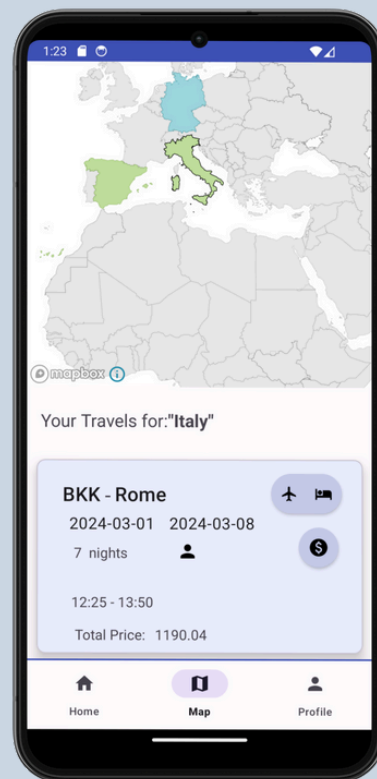 1:23
mapbox
Your Travels for:"Italy"
BKK - Rome
2024-03-01 2024-03-08
7 nights
12:25 - 13:50
Total Price: 1190.04
Home Map Profile